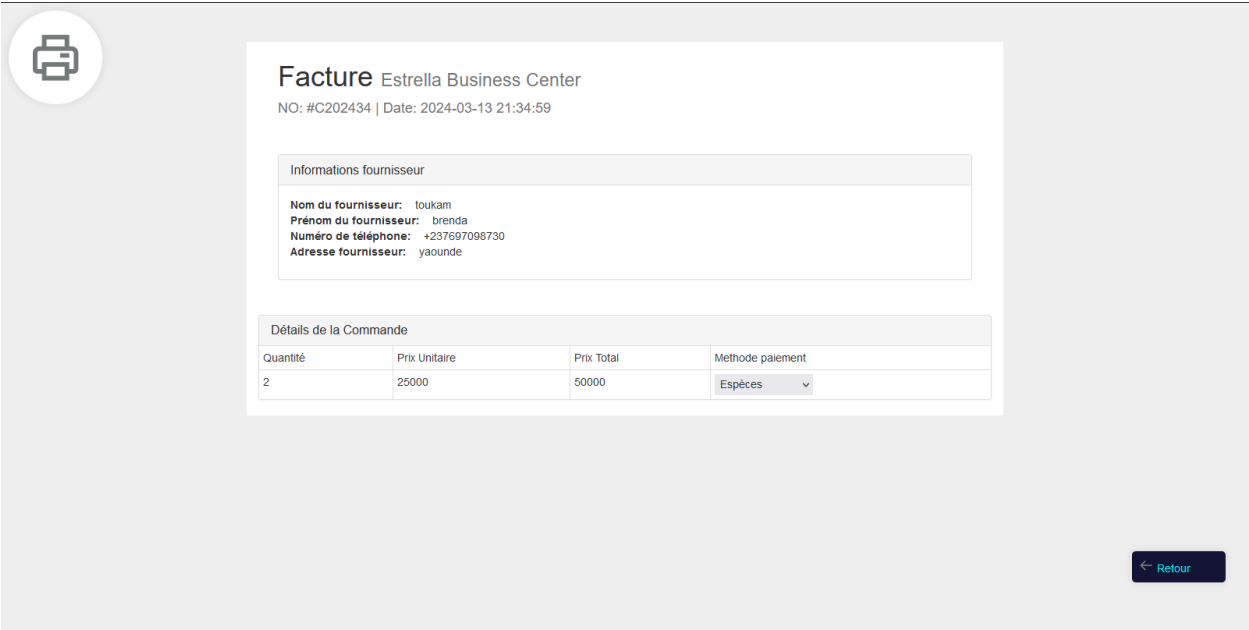 Facture Estrella Business Center
NO: #C202434 | Date: 2024-03-13 21:34:59
Informations fournisseur
Nom du fournisseur: toukam
Prénom du fournisseur: brenda
Numéro de téléphone: +237697098730
Adresse fournisseur: yaounde
Détails de la Commande
Quantité Prix Unitaire Prix Total Methode paiement
2 25000 50000 Espèces
← Retour